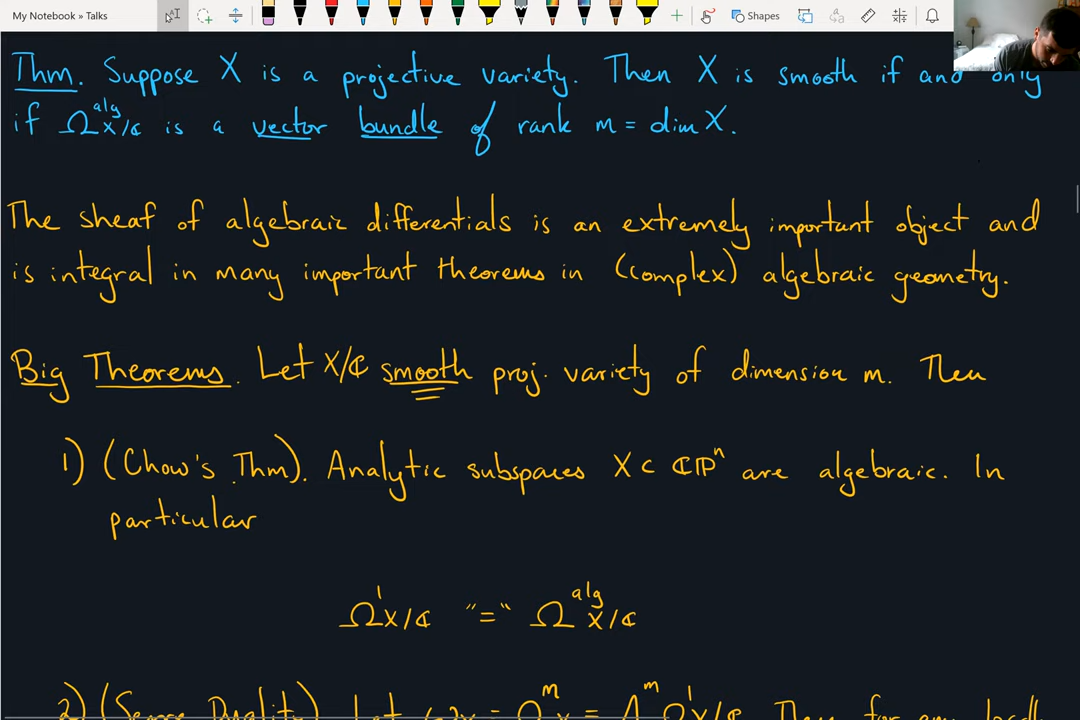 My Notebook » Talks
Shapes
Thm. Suppose X is a projective variety. Then X is smooth if and only
if Ω^alg_X/ℂ is a vector bundle of rank m = dim X.
The sheaf of algebraic differentials is an extremely important object and
is integral in many important theorems in (complex) algebraic geometry.
Big Theorems. Let X/ℂ smooth proj. variety of dimension m. Then
1) (Chow's Thm). Analytic subspaces X ⊂ ℂℙ^n are algebraic. In
particular
Ω^1_X/ℂ "=" Ω^alg_X/ℂ